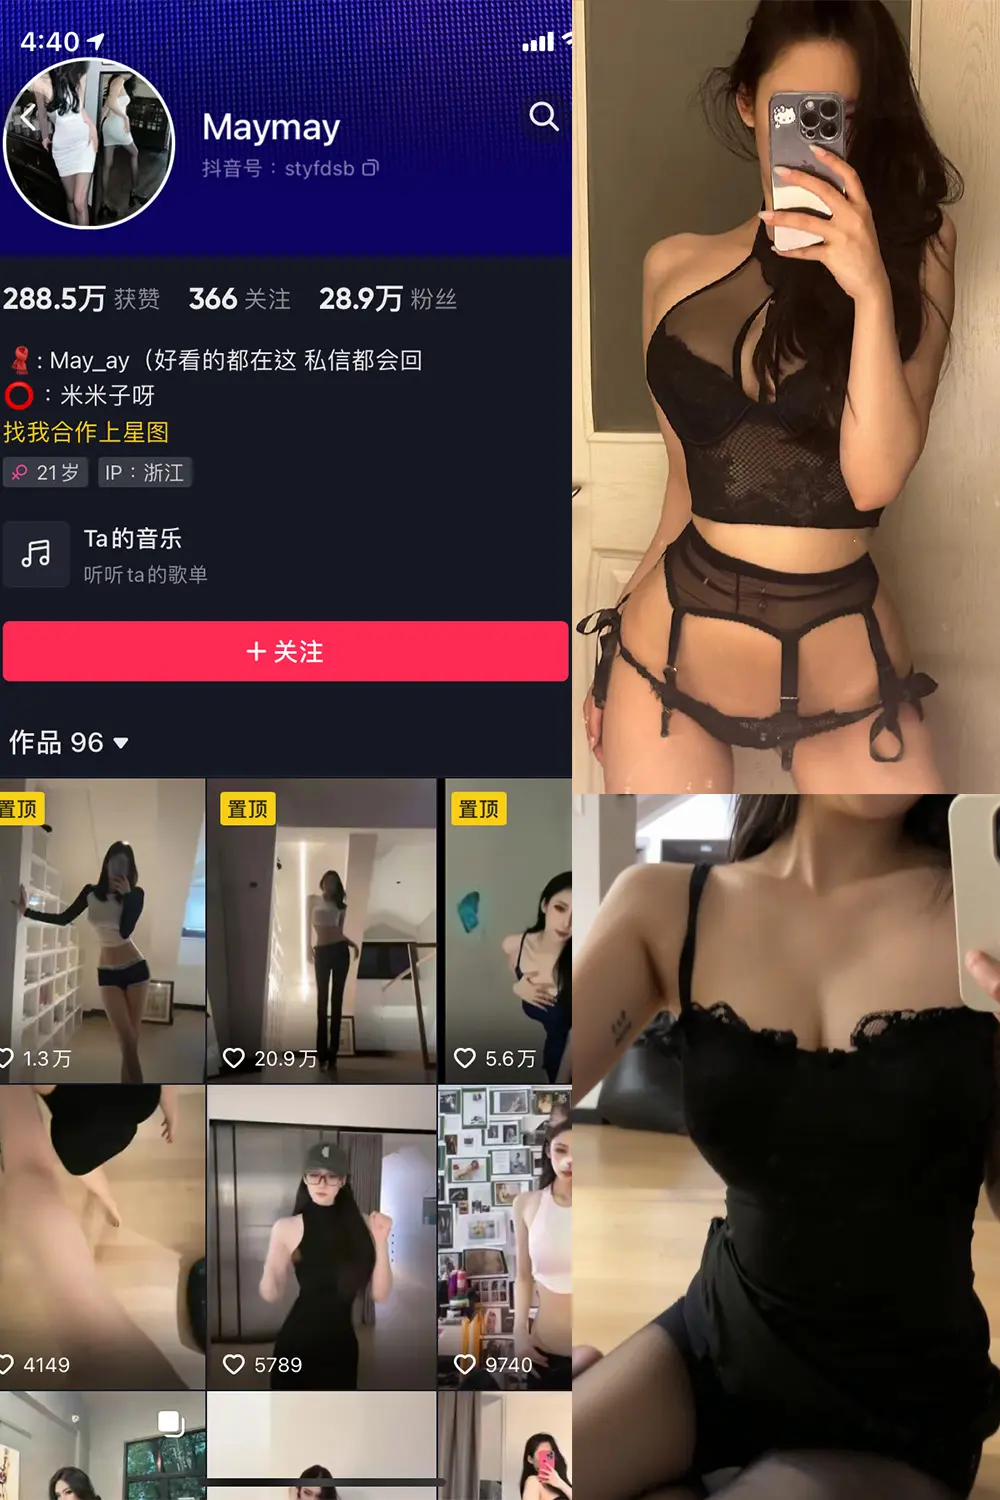 4:40
Maymay
抖音号：styfdsb
288.5万 获赞 366 关注 28.9万 粉丝
: May_ay（好看的都在这 私信都会回
：米米子呀
找我合作上星图
21岁 IP：浙江
Ta的音乐
听听ta的歌单
+ 关注
作品 96
置顶 置顶 置顶
1.3万 20.9万 5.6万
4149 5789 9740